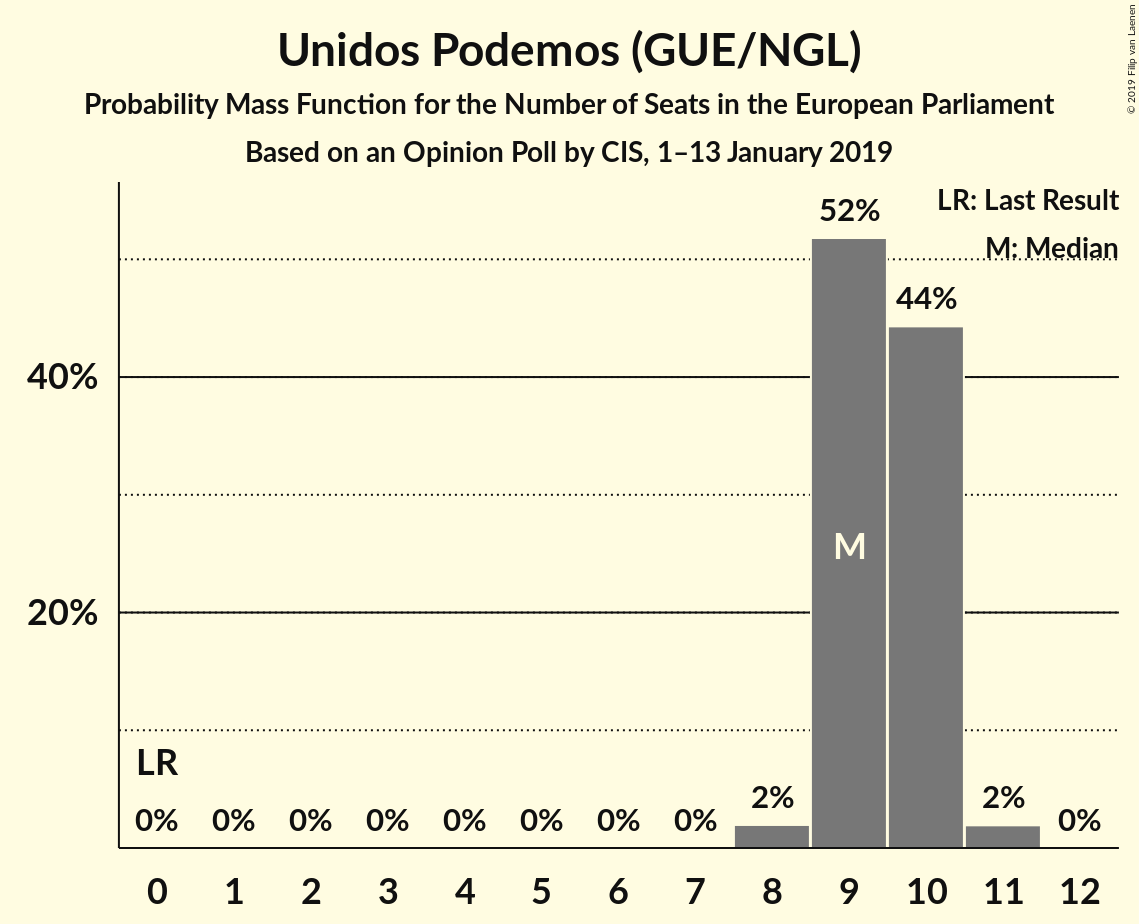 Unidos Podemos (GUE/NGL)
Probability Mass Function for the Number of Seats in the European Parliament
Based on an Opinion Poll by CIS, 1–13 January 2019
© 2019 Filip van Laenen
LR: Last Result
M: Median
52%
44%
40%
M
20%
LR
2%
2%
0% 0% 0% 0% 0% 0% 0% 0% 0%
0 1 2 3 4 5 6 7 8 9 10 11 12